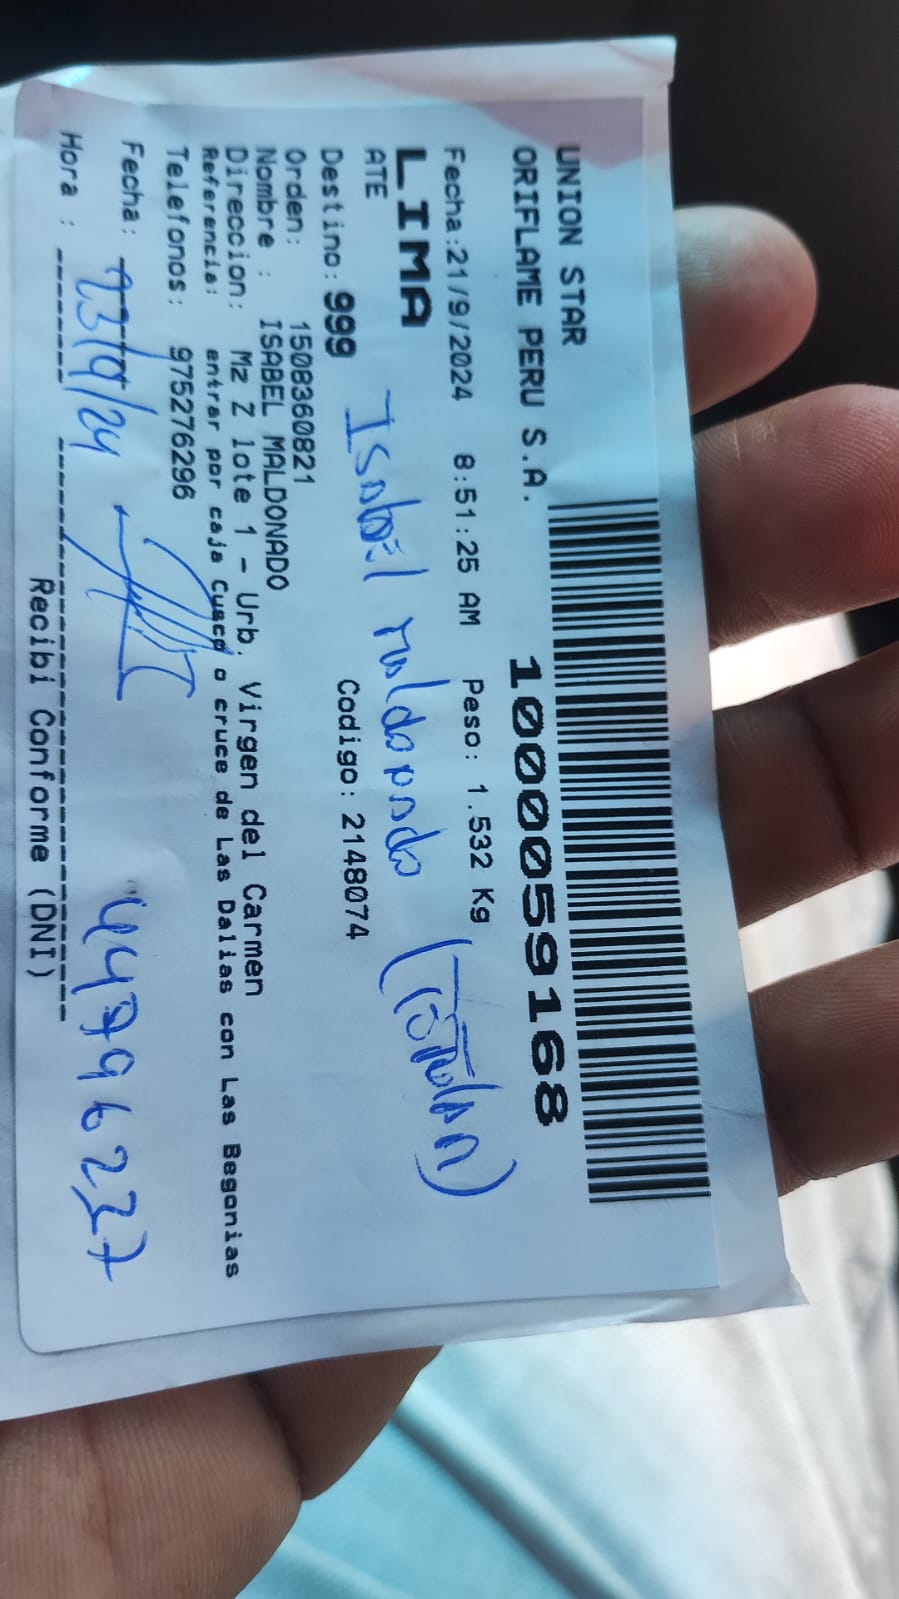 UNION STAR
ORIFLAME PERU S.A.
1000059168
Fecha:21/9/2024 8:51:25 AM Peso: 1.532 Kg
LIMA
ATE
Isabel maldonado (Titular)
Destino: 999 Codigo: 2148074
Orden: 1508360821
Nombre : ISABEL MALDONADO
Direccion: Mz Z lote 1 - Urb. Virgen del Carmen
Referencia: entrar por caja Cusco a cruce de Las Dalias con Las Begonias
Telefonos: 975276296
Fecha: 23/9/24 44796227
Hora :
Recibi Conforme (DNI)